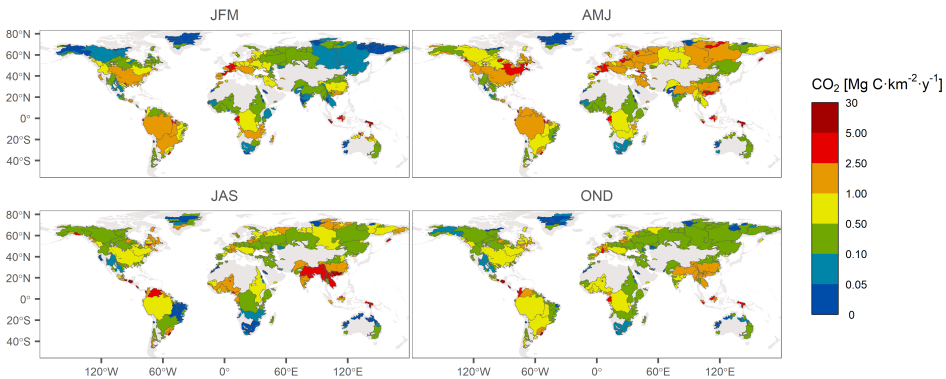 JFM
AMJ
80°N
60°N
40°N
20°N
0°
20°S
40°S
CO₂ [Mg C·km⁻²·y⁻¹]
30
5.00
2.50
1.00
0.50
0.10
0.05
0
JAS
OND
80°N
60°N
40°N
20°N
0°
20°S
40°S
120°W 60°W 0° 60°E 120°E
120°W 60°W 0° 60°E 120°E